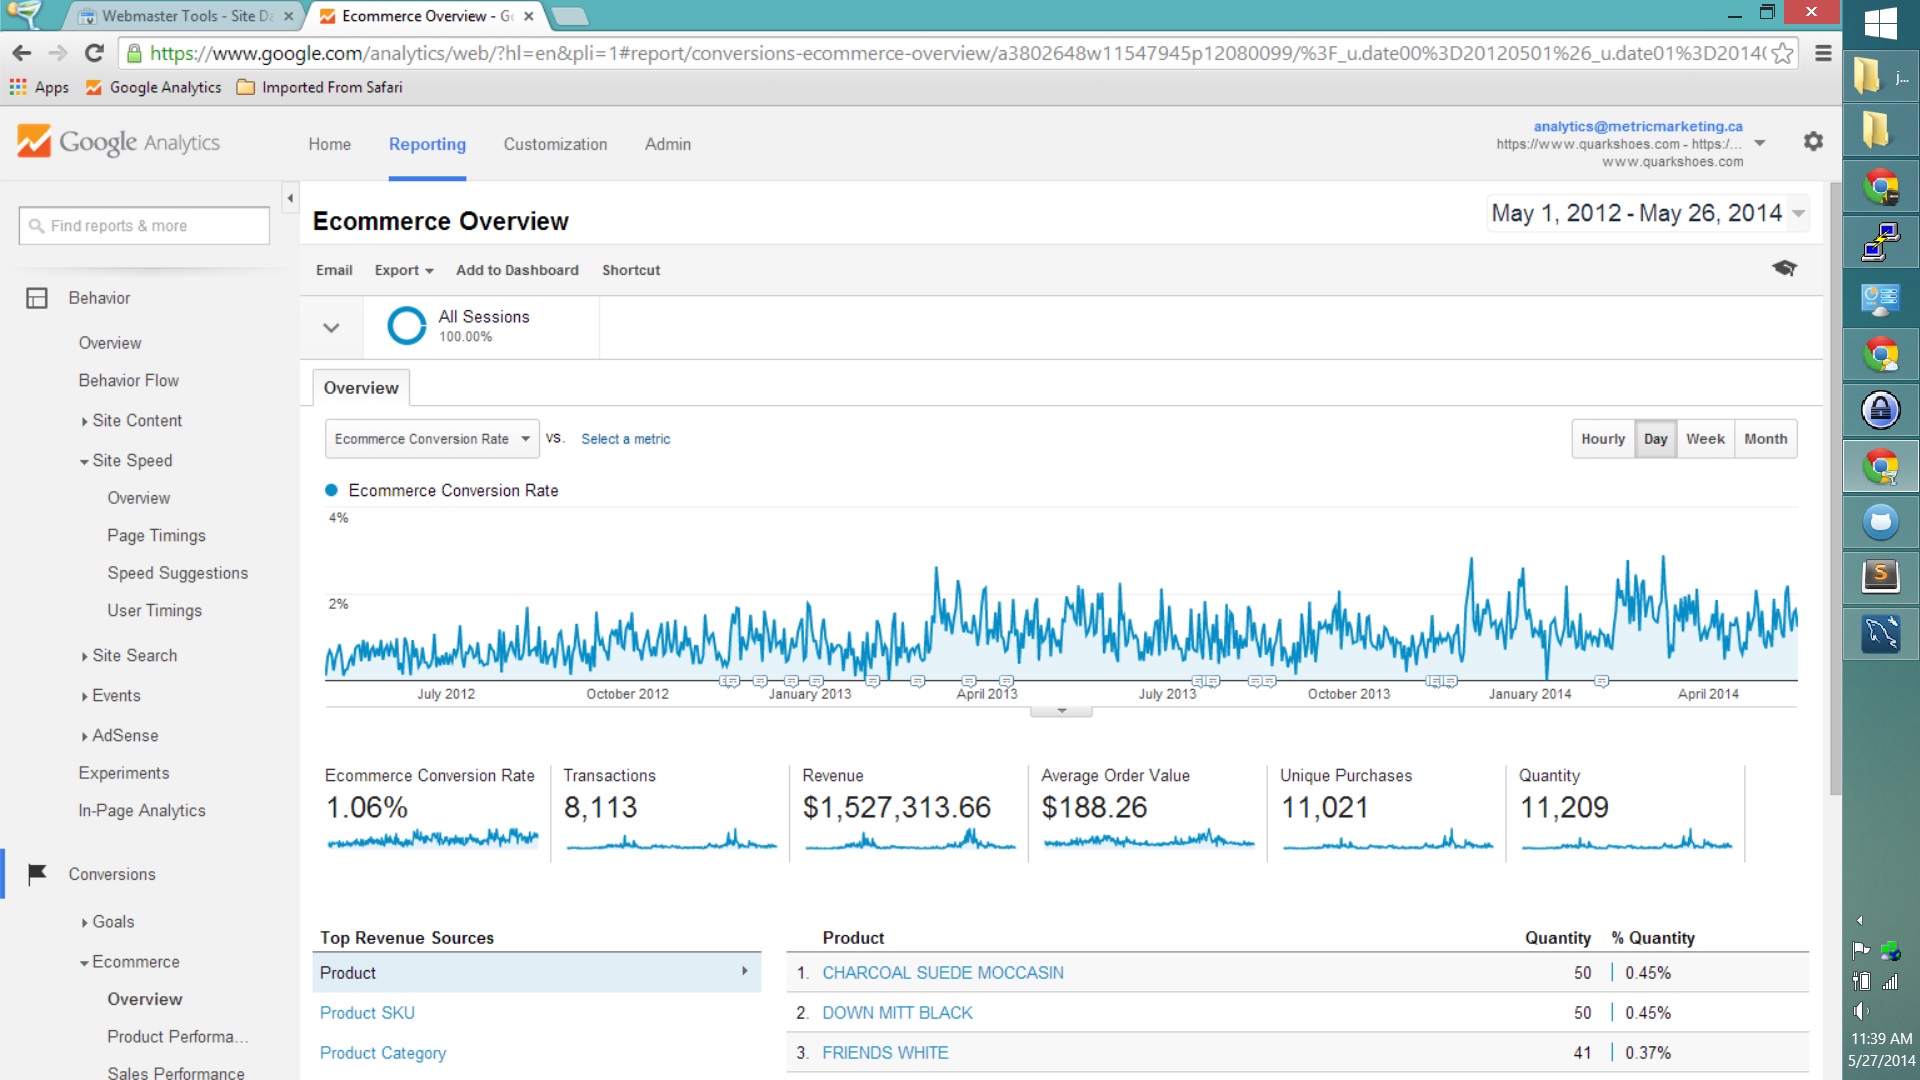 Webmaster Tools - Site Da
Ecommerce Overview - Go
https://www.google.com/analytics/web/?hl=en&pli=1#report/conversions-ecommerce-overview/a3802648w11547945p12080099/%3F_u.date00%3D20120501%26_u.date01%3D2014
Apps
Google Analytics
Imported From Safari
Google Analytics
Home
Reporting
Customization
Admin
analytics@metricmarketing.ca
https://www.quarkshoes.com - https:/...
www.quarkshoes.com
Find reports & more
Behavior
Overview
Behavior Flow
Site Content
Site Speed
Overview
Page Timings
Speed Suggestions
User Timings
Site Search
Events
AdSense
Experiments
In-Page Analytics
Conversions
Goals
Ecommerce
Overview
Product Performa...
Sales Performance
Ecommerce Overview
May 1, 2012 - May 26, 2014
Email
Export
Add to Dashboard
Shortcut
All Sessions
100.00%
Overview
Ecommerce Conversion Rate
VS.
Select a metric
Hourly
Day
Week
Month
Ecommerce Conversion Rate
4%
2%
July 2012
October 2012
January 2013
April 2013
July 2013
October 2013
January 2014
April 2014
Ecommerce Conversion Rate
1.06%
Transactions
8,113
Revenue
$1,527,313.66
Average Order Value
$188.26
Unique Purchases
11,021
Quantity
11,209
Top Revenue Sources
Product
Product SKU
Product Category
Product Quantity % Quantity
1. CHARCOAL SUEDE MOCCASIN 50 0.45%
2. DOWN MITT BLACK 50 0.45%
3. FRIENDS WHITE 41 0.37%
j...
S
11:39 AM
5/27/2014